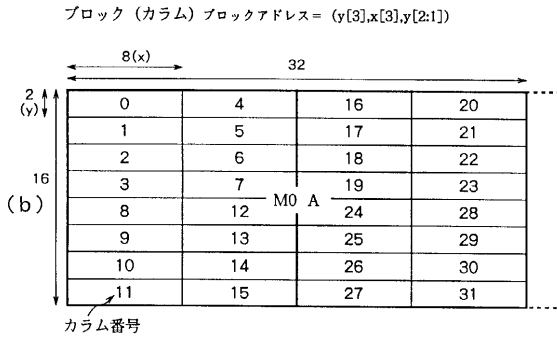 ブロック（カラム）ブロックアドレス＝（y[3],x[3],y[2:1]）
8(x) 32
2 (y)
16
(b)
0 4 16 20
1 5 17 21
2 6 18 22
3 7 19 23
M0 A
8 12 24 28
9 13 25 29
10 14 26 30
11 15 27 31
カラム番号